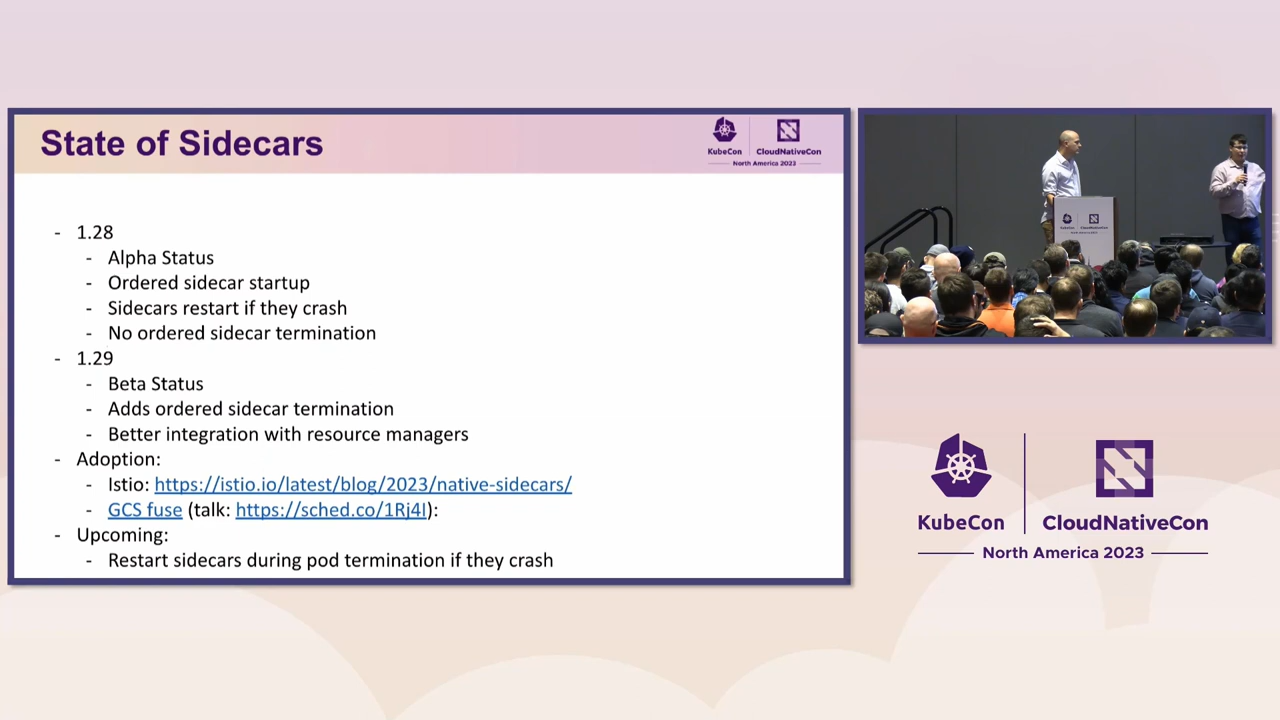 State of Sidecars
KubeCon
CloudNativeCon
North America 2023
- 1.28
- Alpha Status
- Ordered sidecar startup
- Sidecars restart if they crash
- No ordered sidecar termination
- 1.29
- Beta Status
- Adds ordered sidecar termination
- Better integration with resource managers
- Adoption:
- Istio: https://istio.io/latest/blog/2023/native-sidecars/
- GCS fuse (talk: https://sched.co/1Rj4I):
- Upcoming:
- Restart sidecars during pod termination if they crash
KubeCon
CloudNativeCon
North America 2023